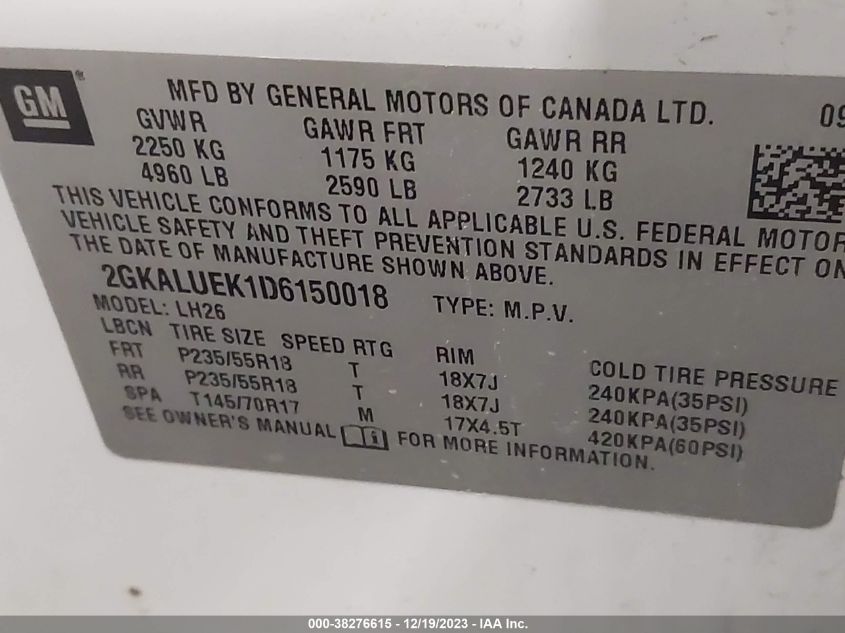 GM®
MFD BY GENERAL MOTORS OF CANADA LTD. 09
GVWR GAWR FRT GAWR RR
2250 KG 1175 KG 1240 KG
4960 LB 2590 LB 2733 LB
THIS VEHICLE CONFORMS TO ALL APPLICABLE U.S. FEDERAL MOTOR
VEHICLE SAFETY AND THEFT PREVENTION STANDARDS IN EFFECT ON
THE DATE OF MANUFACTURE SHOWN ABOVE.
2GKALUEK1D6150018 TYPE: M.P.V.
MODEL: LH26
LBCN TIRE SIZE SPEED RTG RIM COLD TIRE PRESSURE
FRT P235/55R18 T 18X7J 240KPA(35PSI)
RR P235/55R18 T 18X7J 240KPA(35PSI)
SPA T145/70R17 M 17X4.5T 420KPA(60PSI)
SEE OWNER'S MANUAL FOR MORE INFORMATION.
000-38276615 - 12/19/2023 - IAA Inc.